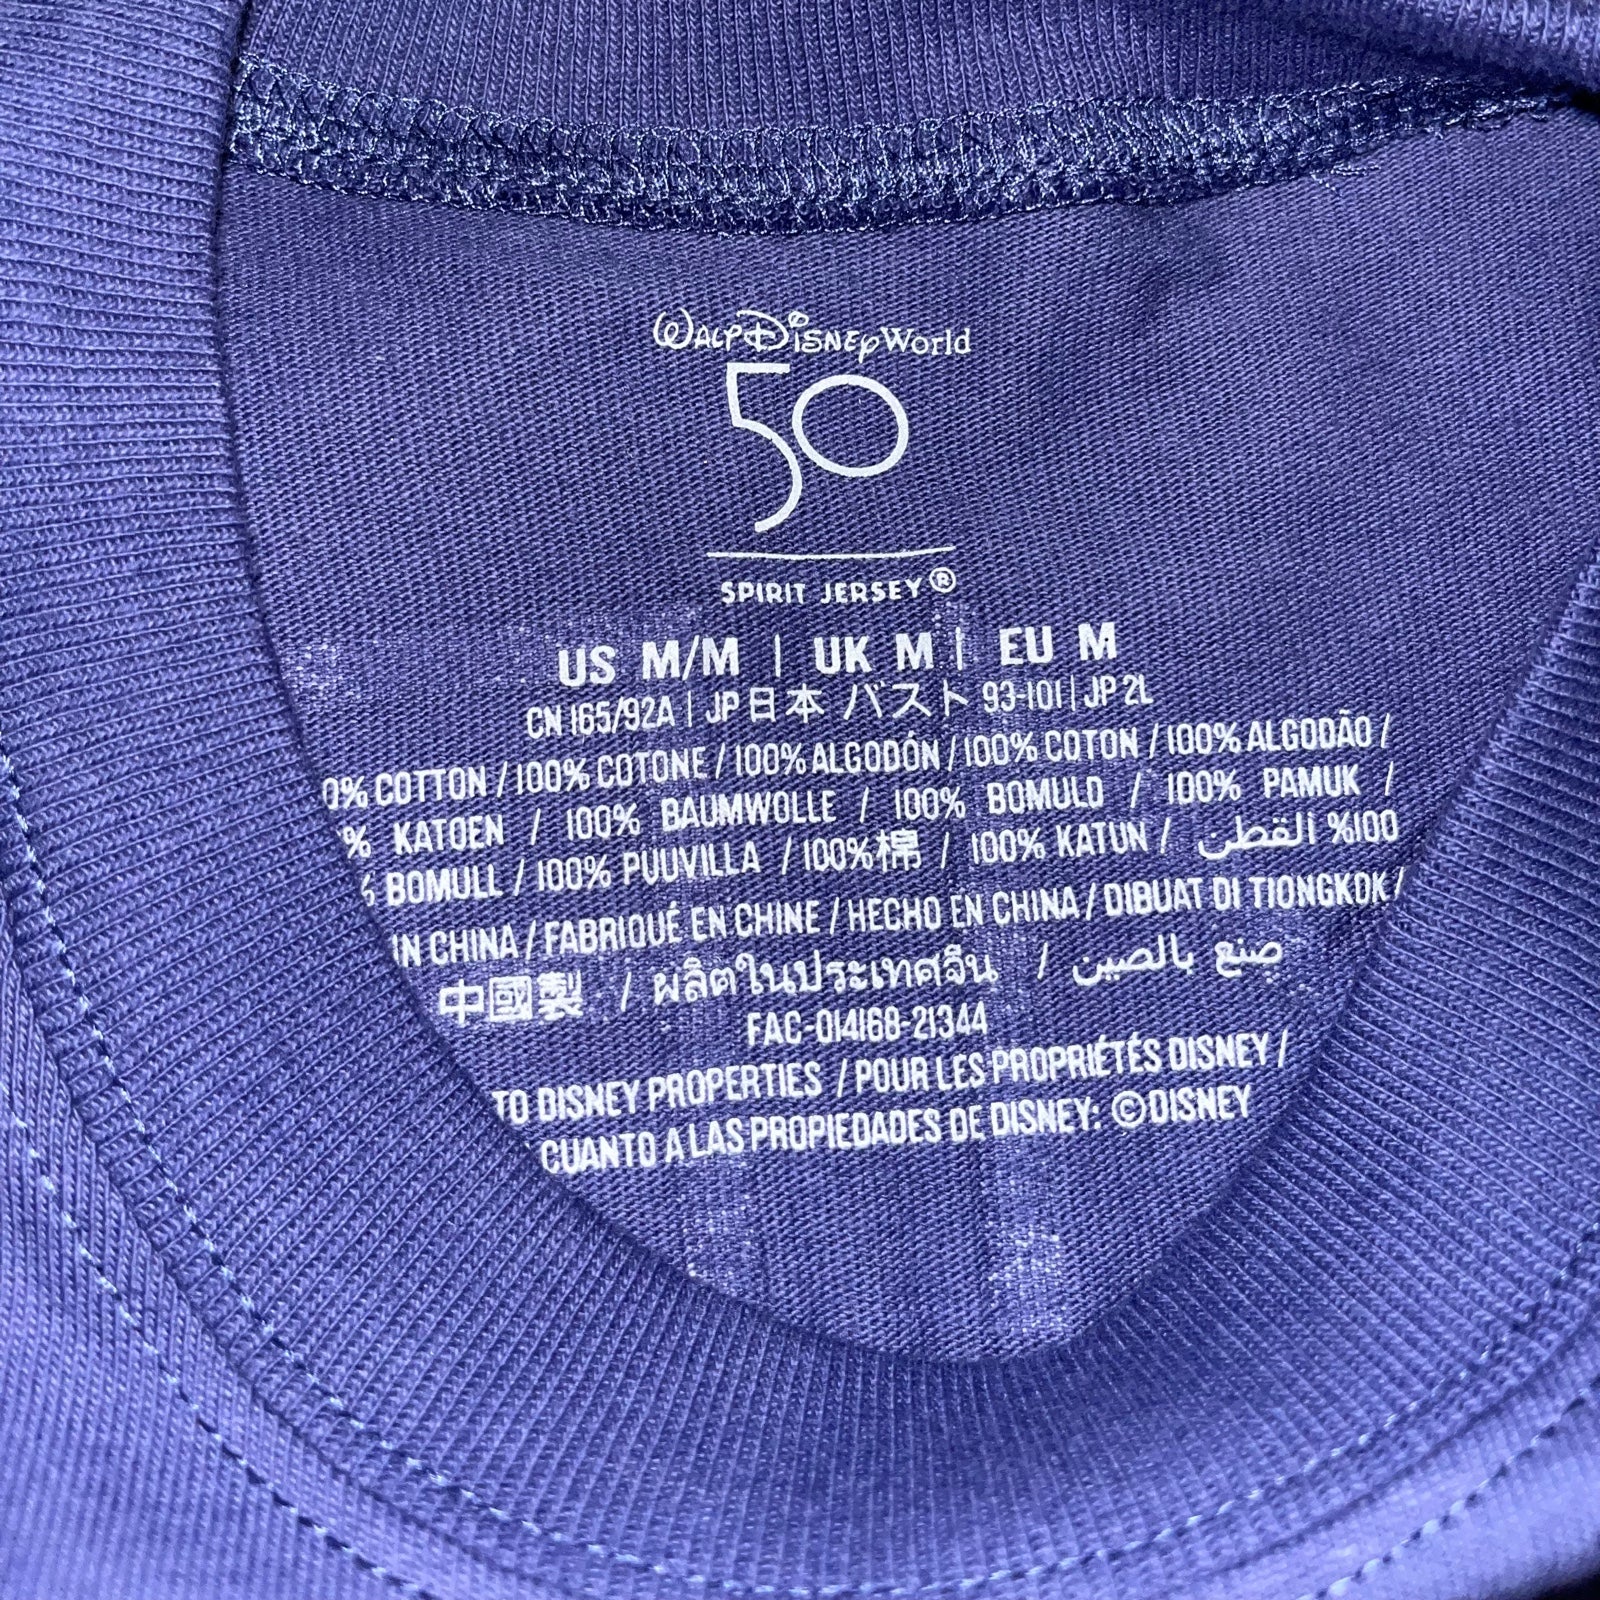 Walt Disney World
50
SPIRIT JERSEY®
US M/M | UK M | EU M
CN 165/92A | JP 日本 バスト 93-101 | JP 2L
0% COTTON / 100% COTONE / 100% ALGODÓN / 100% COTON / 100% ALGODÃO /
% KATOEN / 100% BAUMWOLLE / 100% BOMULD / 100% PAMUK /
% BOMULL / 100% PUUVILLA / 100%棉 / 100% KATUN / 100% القطن
IN CHINA / FABRIQUÉ EN CHINE / HECHO EN CHINA / DIBUAT DI TIONGKOK /
中國製 / ผลิตในประเทศจีน / صنع بالصين
FAC-014168-21344
TO DISNEY PROPERTIES / POUR LES PROPRIÉTÉS DISNEY /
CUANTO A LAS PROPIEDADES DE DISNEY: ©DISNEY